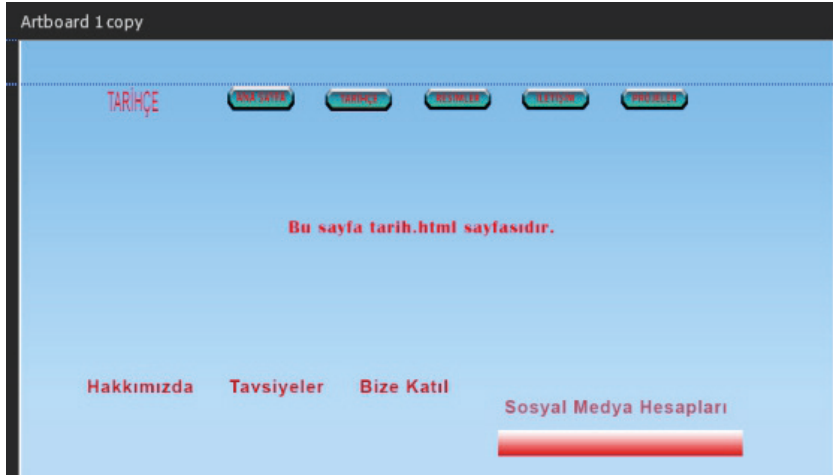 Artboard 1 copy
TARİHÇE
ANA SAYFA
TARİHÇE
RESİMLER
İLETİŞİM
PROJELER
Bu sayfa tarih.html sayfasıdır.
Hakkımızda Tavsiyeler Bize Katıl
Sosyal Medya Hesapları